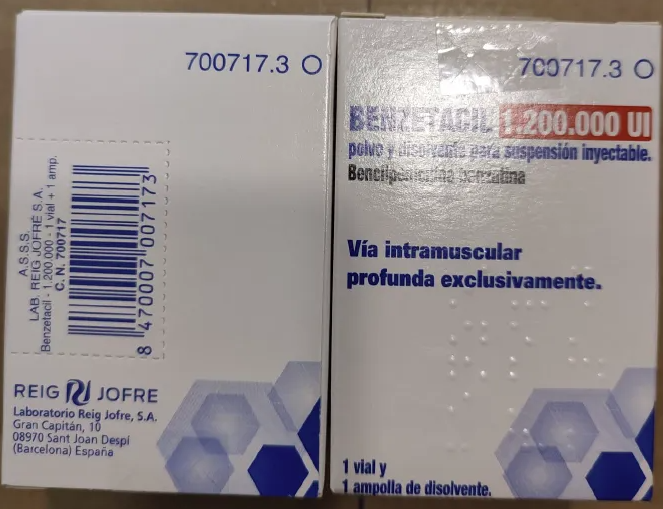 700717.3 O
A.S.S.S.
LAB. REIG JOFRÉ S.A.
Benzetacil - 1.200.000 - 1 vial + 1 amp.
C.N. 700717
8 470007 007173
REIG JOFRE
Laboratorio Reig Jofre, S.A.
Gran Capitán, 10
08970 Sant Joan Despí
(Barcelona) España
700717.3 O
BENZETACIL 1.200.000 UI
polvo y disolvente para suspensión inyectable.
Bencilpenicilina benzatina
Vía intramuscular
profunda exclusivamente.
1 vial y
1 ampolla de disolvente.